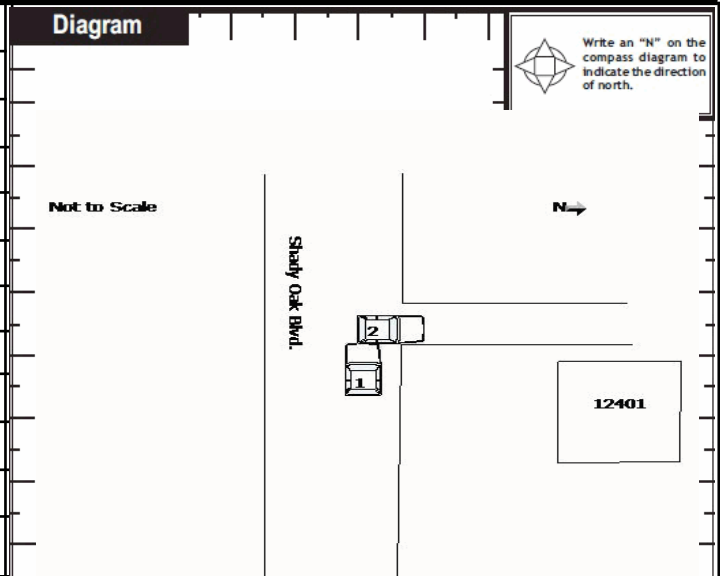 Diagram
Write an “N” on the
compass diagram to
indicate the direction
of north.
Not to Scale
N
Shady Oak Blvd.
2
1
12401